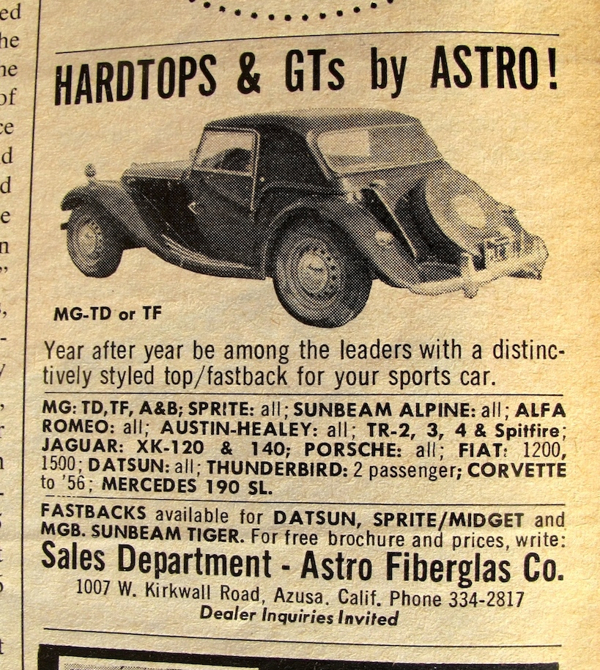 ed
he
ne
of
ce
d
d
e
n
"
HARDTOPS & GTs by ASTRO!
MG-TD or TF
Year after year be among the leaders with a distinc-
tively styled top/fastback for your sports car.
MG: TD,TF, A&B; SPRITE: all; SUNBEAM ALPINE: all; ALFA
ROMEO: all; AUSTIN-HEALEY: all; TR-2, 3, 4 & Spitfire;
JAGUAR: XK-120 & 140; PORSCHE: all; FIAT: 1200,
1500; DATSUN: all; THUNDERBIRD: 2 passenger; CORVETTE
to '56; MERCEDES 190 SL.
FASTBACKS available for DATSUN, SPRITE/MIDGET and
MGB. SUNBEAM TIGER. For free brochure and prices, write:
Sales Department - Astro Fiberglas Co.
1007 W. Kirkwall Road, Azusa, Calif. Phone 334-2817
Dealer Inquiries Invited